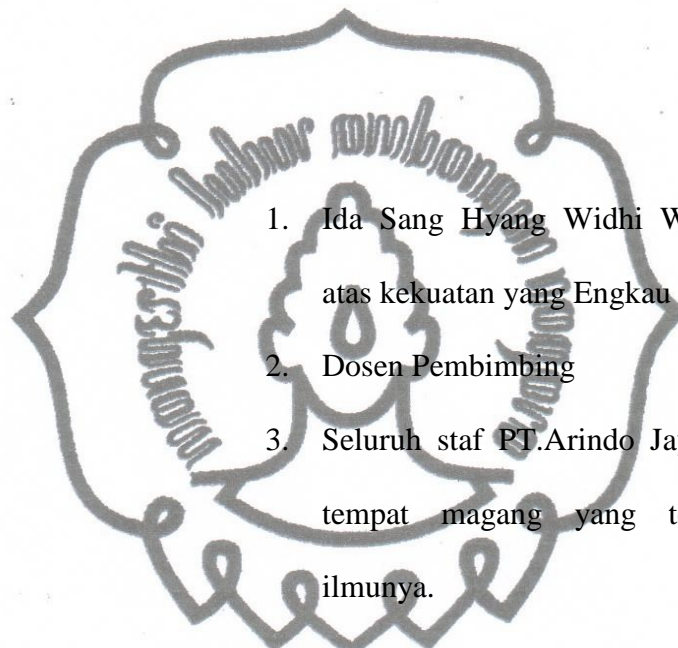 1. Ida Sang Hyang Widhi W
atas kekuatan yang Engkau
2. Dosen Pembimbing
3. Seluruh staf PT.Arindo Ja
tempat magang yang t
ilmunya.